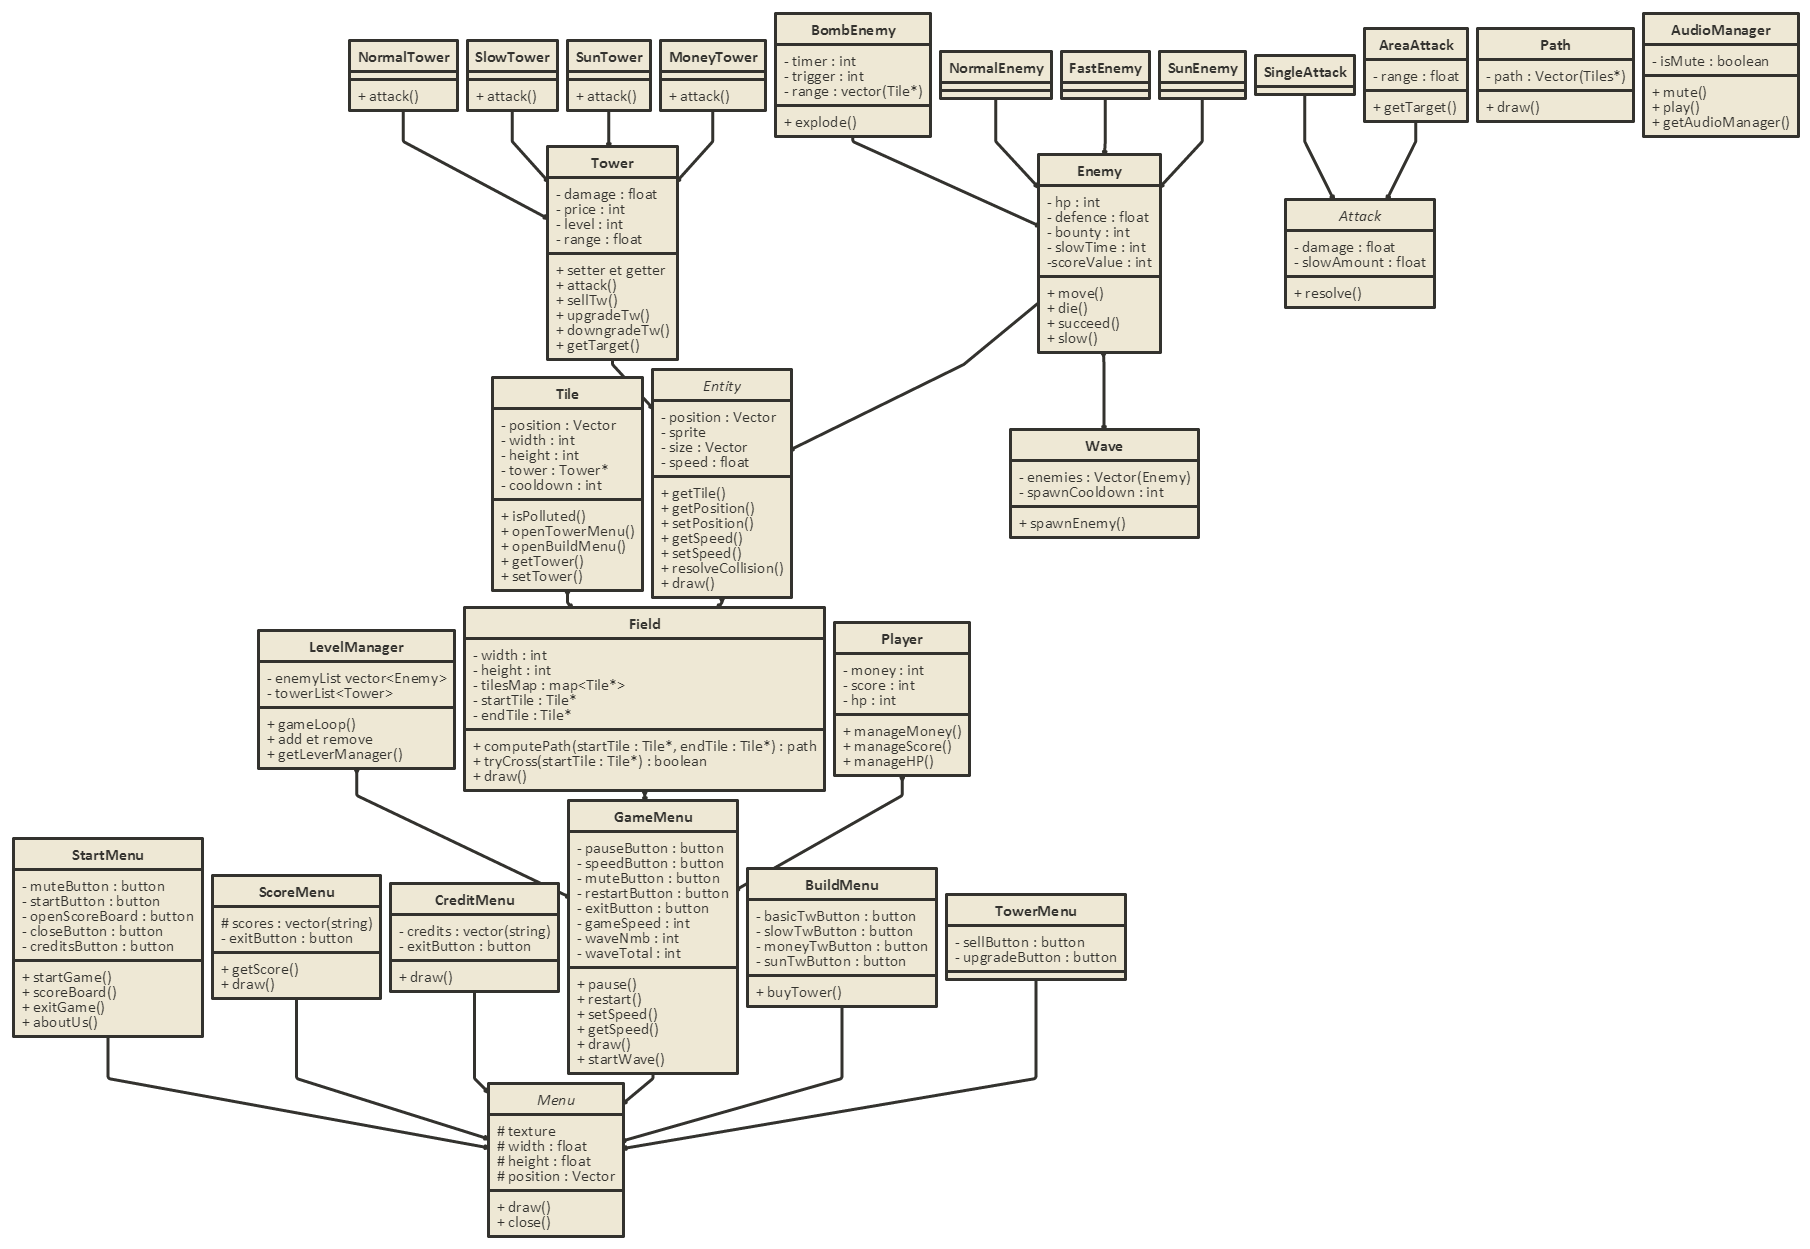 NormalTower
+ attack()
SlowTower
+ attack()
SunTower
+ attack()
MoneyTower
+ attack()
BombEnemy
- timer : int
- trigger : int
- range : vector(Tile*)
+ explode()
NormalEnemy
FastEnemy
SunEnemy
SingleAttack
AreaAttack
- range : float
+ getTarget()
Path
- path : Vector(Tiles*)
+ draw()
AudioManager
- isMute : boolean
+ mute()
+ play()
+ getAudioManager()
Tower
- damage : float
- price : int
- level : int
- range : float
+ setter et getter
+ attack()
+ sellTw()
+ upgradeTw()
+ downgradeTw()
+ getTarget()
Enemy
- hp : int
- defence : float
- bounty : int
- slowTime : int
-scoreValue : int
+ move()
+ die()
+ succeed()
+ slow()
Attack
- damage : float
- slowAmount : float
+ resolve()
Tile
- position : Vector
- width : int
- height : int
- tower : Tower*
- cooldown : int
+ isPolluted()
+ openTowerMenu()
+ openBuildMenu()
+ getTower()
+ setTower()
Entity
- position : Vector
- sprite
- size : Vector
- speed : float
+ getTile()
+ getPosition()
+ setPosition()
+ getSpeed()
+ setSpeed()
+ resolveCollision()
+ draw()
Wave
- enemies : Vector(Enemy)
- spawnCooldown : int
+ spawnEnemy()
LevelManager
- enemyList vector<Enemy>
- towerList<Tower>
+ gameLoop()
+ add et remove
+ getLeverManager()
Field
- width : int
- height : int
- tilesMap : map<Tile*>
- startTile : Tile*
- endTile : Tile*
+ computePath(startTile : Tile*, endTile : Tile*) : path
+ tryCross(startTile : Tile*) : boolean
+ draw()
Player
- money : int
- score : int
- hp : int
+ manageMoney()
+ manageScore()
+ manageHP()
StartMenu
- muteButton : button
- startButton : button
- openScoreBoard : button
- closeButton : button
- creditsButton : button
+ startGame()
+ scoreBoard()
+ exitGame()
+ aboutUs()
ScoreMenu
# scores : vector(string)
- exitButton : button
+ getScore()
+ draw()
CreditMenu
- credits : vector(string)
- exitButton : button
+ draw()
GameMenu
- pauseButton : button
- speedButton : button
- muteButton : button
- restartButton : button
- exitButton : button
- gameSpeed : int
- waveNmb : int
- waveTotal : int
+ pause()
+ restart()
+ setSpeed()
+ getSpeed()
+ draw()
+ startWave()
BuildMenu
- basicTwButton : button
- slowTwButton : button
- moneyTwButton : button
- sunTwButton : button
+ buyTower()
TowerMenu
- sellButton : button
- upgradeButton : button
Menu
# texture
# width : float
# height : float
# position : Vector
+ draw()
+ close()